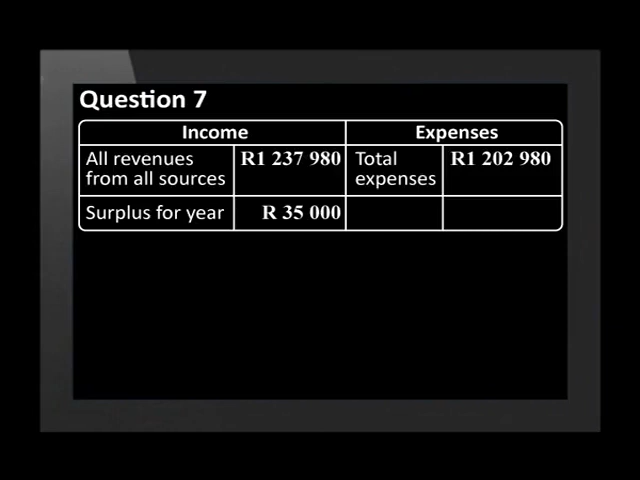 Question 7
Income Expenses
All revenues from all sources R1 237 980 Total expenses R1 202 980
Surplus for year R 35 000